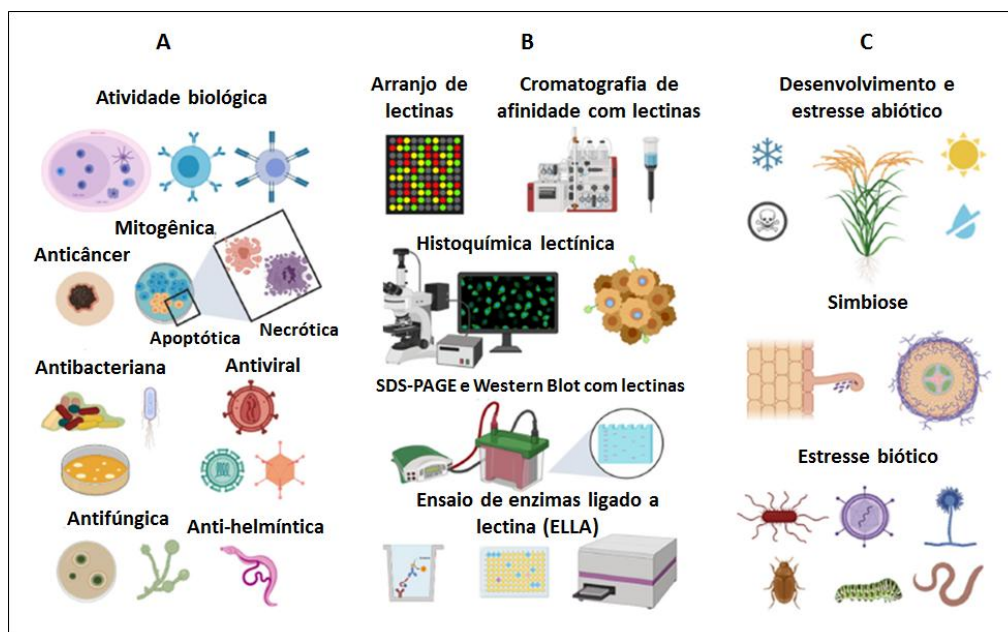 A
Atividade biológica
Mitogênica
Anticâncer
Apoptótica
Necrótica
Antibacteriana
Antiviral
Antifúngica
Anti-helmíntica
B
Arranjo de
lectinas
Cromatografia de
afinidade com lectinas
Histoquímica lectínica
SDS-PAGE e Western Blot com lectinas
Ensaio de enzimas ligado a
lectina (ELLA)
C
Desenvolvimento e
estresse abiótico
Simbiose
Estresse biótico